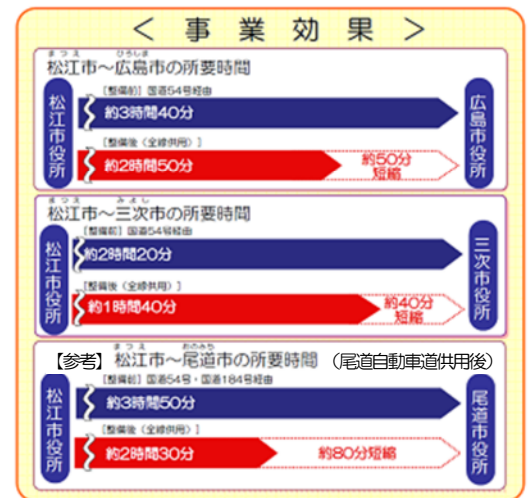 ＜ 事 業 効 果 ＞
まつえ ひろしま
松江市～広島市の所要時間
［整備前］国道54号経由
松江市役所
約3時間40分
広島市役所
［整備後（全線供用）］
約2時間50分
約50分
短縮
まつえ みよし
松江市～三次市の所要時間
［整備前］国道54号経由
松江市役所
約2時間20分
三次市役所
［整備後（全線供用）］
約1時間40分
約40分
短縮
まつえ おのみち
【参考】 松江市～尾道市の所要時間 （尾道自動車道供用後）
［整備前］国道54号・国道184号経由
松江市役所
約3時間50分
尾道市役所
［整備後（全線供用）］
約2時間30分
約80分短縮